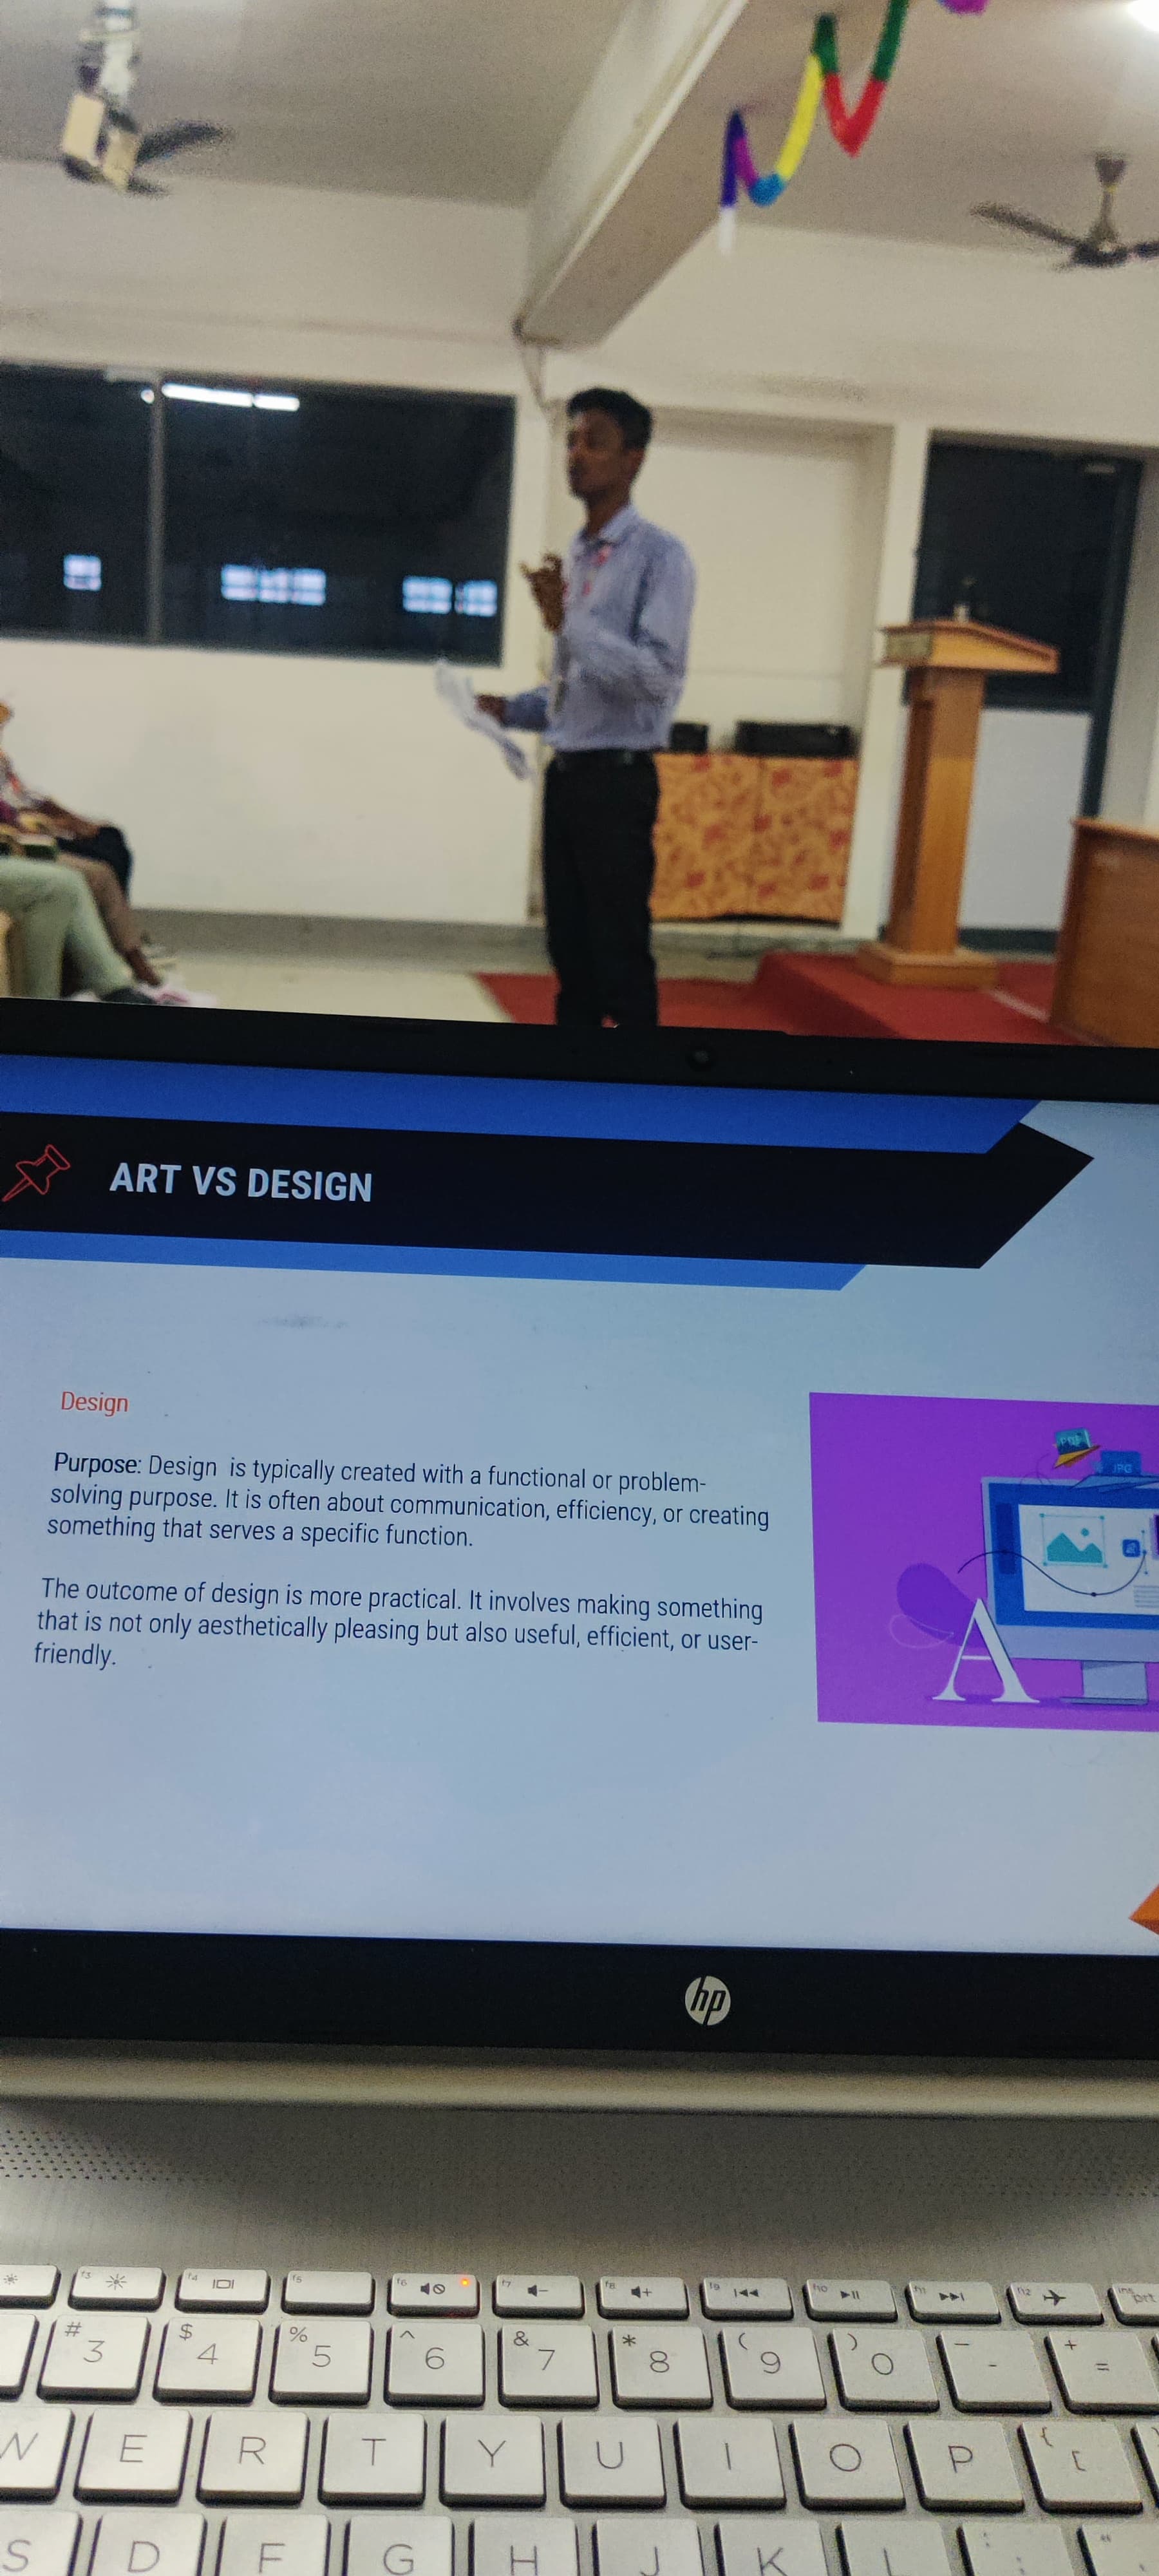 ART VS DESIGN
Design
Purpose: Design is typically created with a functional or problem-
solving purpose. It is often about communication, efficiency, or creating
something that serves a specific function.
The outcome of design is more practical. It involves making something
that is not only aesthetically pleasing but also useful, efficient, or user-
friendly.
PDF
JPG
A
hp
f3 f4 f5 f6 f7 f8 f9 f10 f11 f12 ins
prt
# 3 $ 4 % 5 ^ 6 & 7 * 8 ( 9 ) 0 _ - + =
W E R T Y U I O P { [
S D F G H J K L : ; "